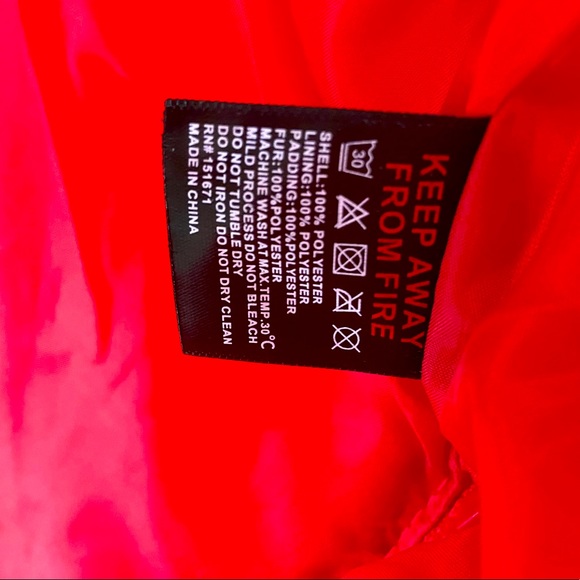 KEEP AWAY
FROM FIRE
30
SHELL:100% POLYESTER
LINING:100% POLYESTER
PADDING:100%POLYESTER
FUR:100%POLYESTER
MACHINE WASH AT MAX.TEMP.30°C
MILD PROCESS DO NOT BLEACH
DO NOT TUMBLE DRY
DO NOT IRON DO NOT DRY CLEAN
RN#151671
MADE IN CHINA